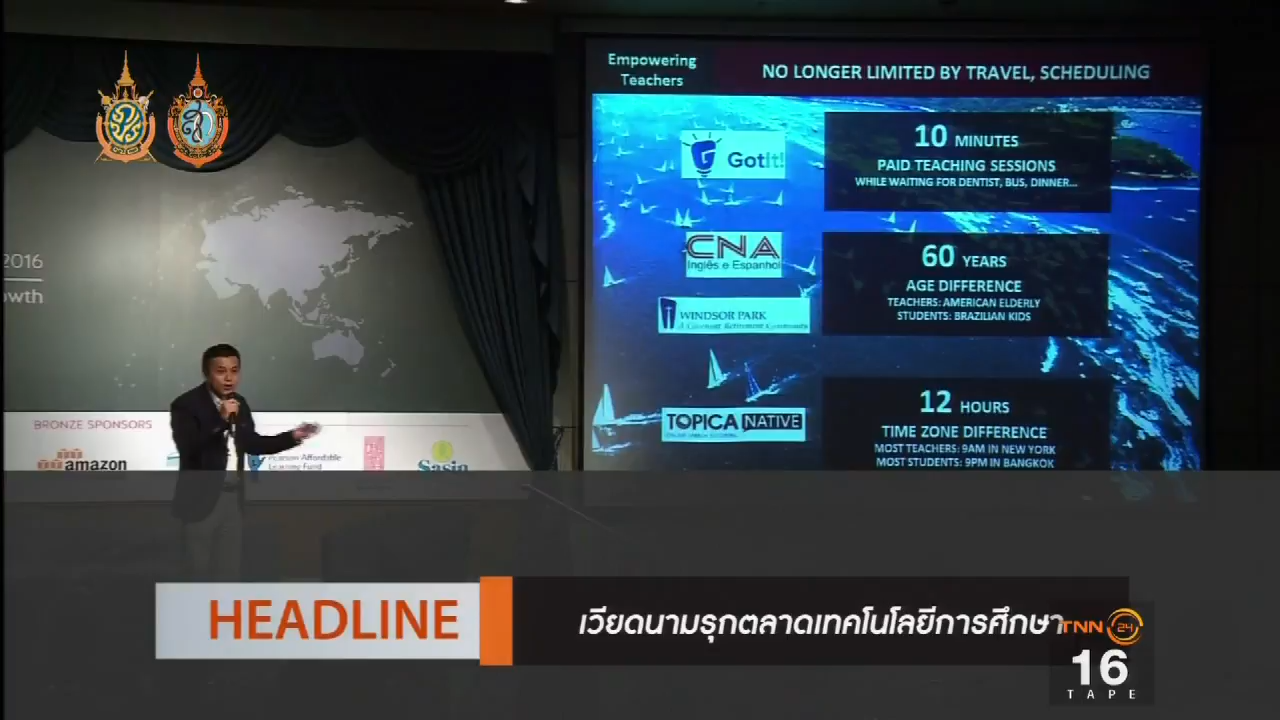 Empowering
Teachers
NO LONGER LIMITED BY TRAVEL, SCHEDULING
GotIt!
10 MINUTES
PAID TEACHING SESSIONS
WHILE WAITING FOR DENTIST, BUS, DINNER...
CNA
Inglês e Espanhol
60 YEARS
AGE DIFFERENCE
TEACHERS: AMERICAN ELDERLY
STUDENTS: BRAZILIAN KIDS
WINDSOR PARK
A Covenant Retirement Community
TOPICA NATIVE
12 HOURS
TIME ZONE DIFFERENCE
MOST TEACHERS: 9AM IN NEW YORK
MOST STUDENTS: 9PM IN BANGKOK
2016
owth
BRONZE SPONSORS
amazon
Pearson Affordable
Learning Fund
Sasin
HEADLINE
เวียดนามรุกตลาดเทคโนโลยีการศึกษา
TNN 24
16
TAPE